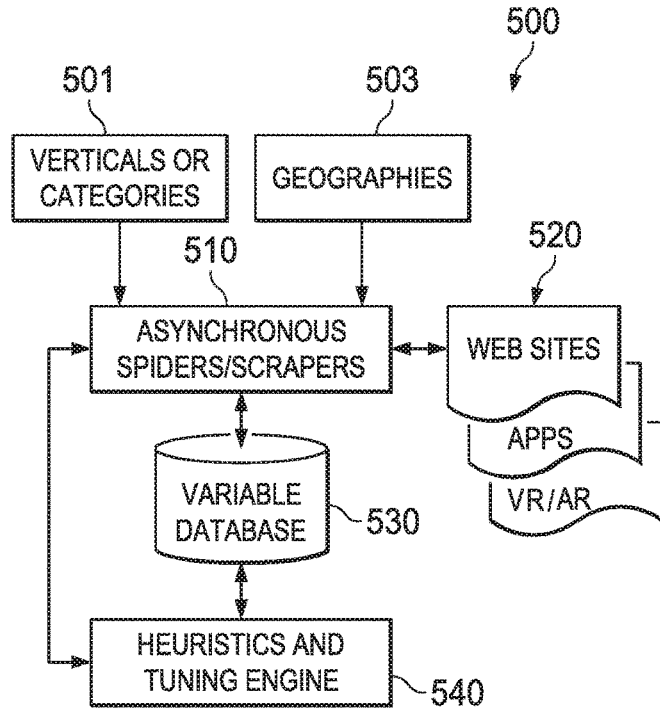 500
501
503
VERTICALS OR
CATEGORIES
GEOGRAPHIES
510
520
ASYNCHRONOUS
SPIDERS/SCRAPERS
WEB SITES
APPS
VR/AR
VARIABLE
DATABASE
530
HEURISTICS AND
TUNING ENGINE
540